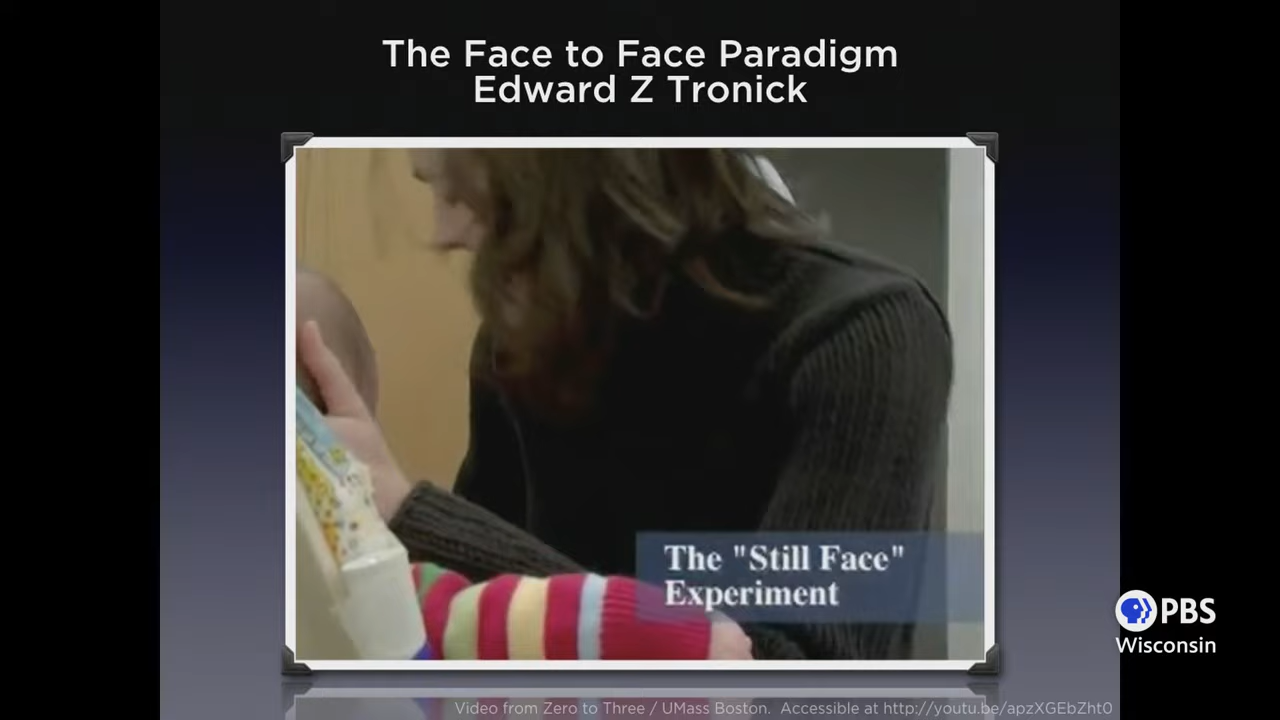 The Face to Face Paradigm
Edward Z Tronick
The "Still Face"
Experiment
PBS
Wisconsin
Video from Zero to Three / UMass Boston. Accessible at http://youtu.be/apzXGEbZht0